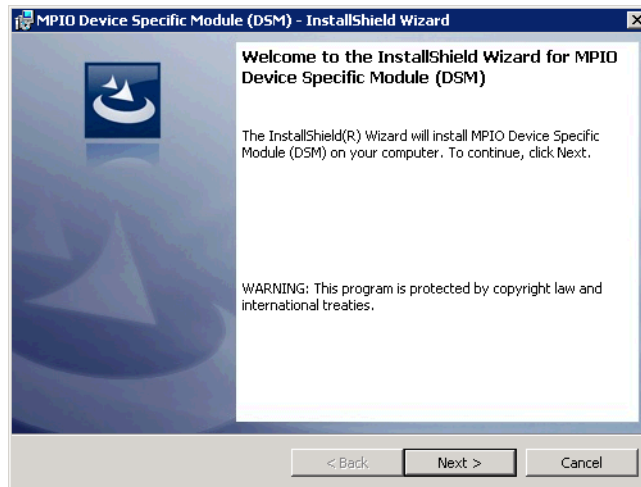 MPIO Device Specific Module (DSM) - InstallShield Wizard
Welcome to the InstallShield Wizard for MPIO
Device Specific Module (DSM)
The InstallShield(R) Wizard will install MPIO Device Specific
Module (DSM) on your computer. To continue, click Next.
WARNING: This program is protected by copyright law and
international treaties.
< Back
Next >
Cancel